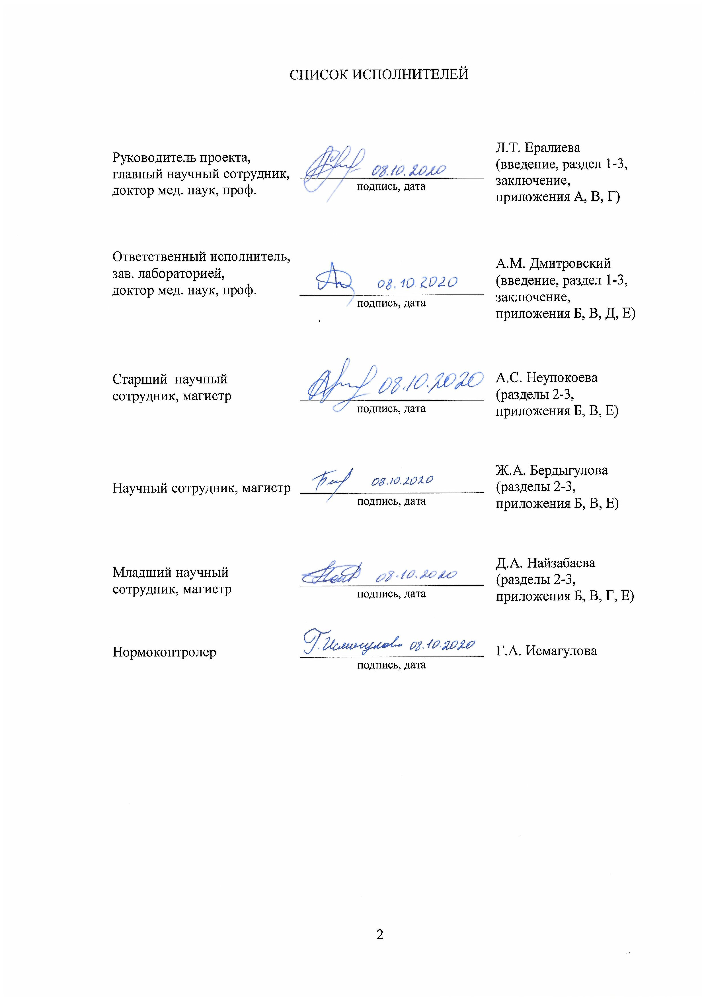 СПИСОК ИСПОЛНИТЕЛЕЙ
Руководитель проекта,
главный научный сотрудник,
доктор мед. наук, проф.
08.10.2020
подпись, дата
Л.Т. Ералиева
(введение, раздел 1-3,
заключение,
приложения А, В, Г)
Ответственный исполнитель,
зав. лабораторией,
доктор мед. наук, проф.
08.10.2020
подпись, дата
А.М. Дмитровский
(введение, раздел 1-3,
заключение,
приложения Б, В, Д, Е)
Старший научный
сотрудник, магистр
08.10.2020
подпись, дата
А.С. Неупокоева
(разделы 2-3,
приложения Б, В, Е)
Научный сотрудник, магистр
08.10.2020
подпись, дата
Ж.А. Бердыгулова
(разделы 2-3,
приложения Б, В, Е)
Младший научный
сотрудник, магистр
08.10.2020
подпись, дата
Д.А. Найзабаева
(разделы 2-3,
приложения Б, В, Г, Е)
Нормоконтролер
Г. Исмагулова 08.10.2020
подпись, дата
Г.А. Исмагулова
2